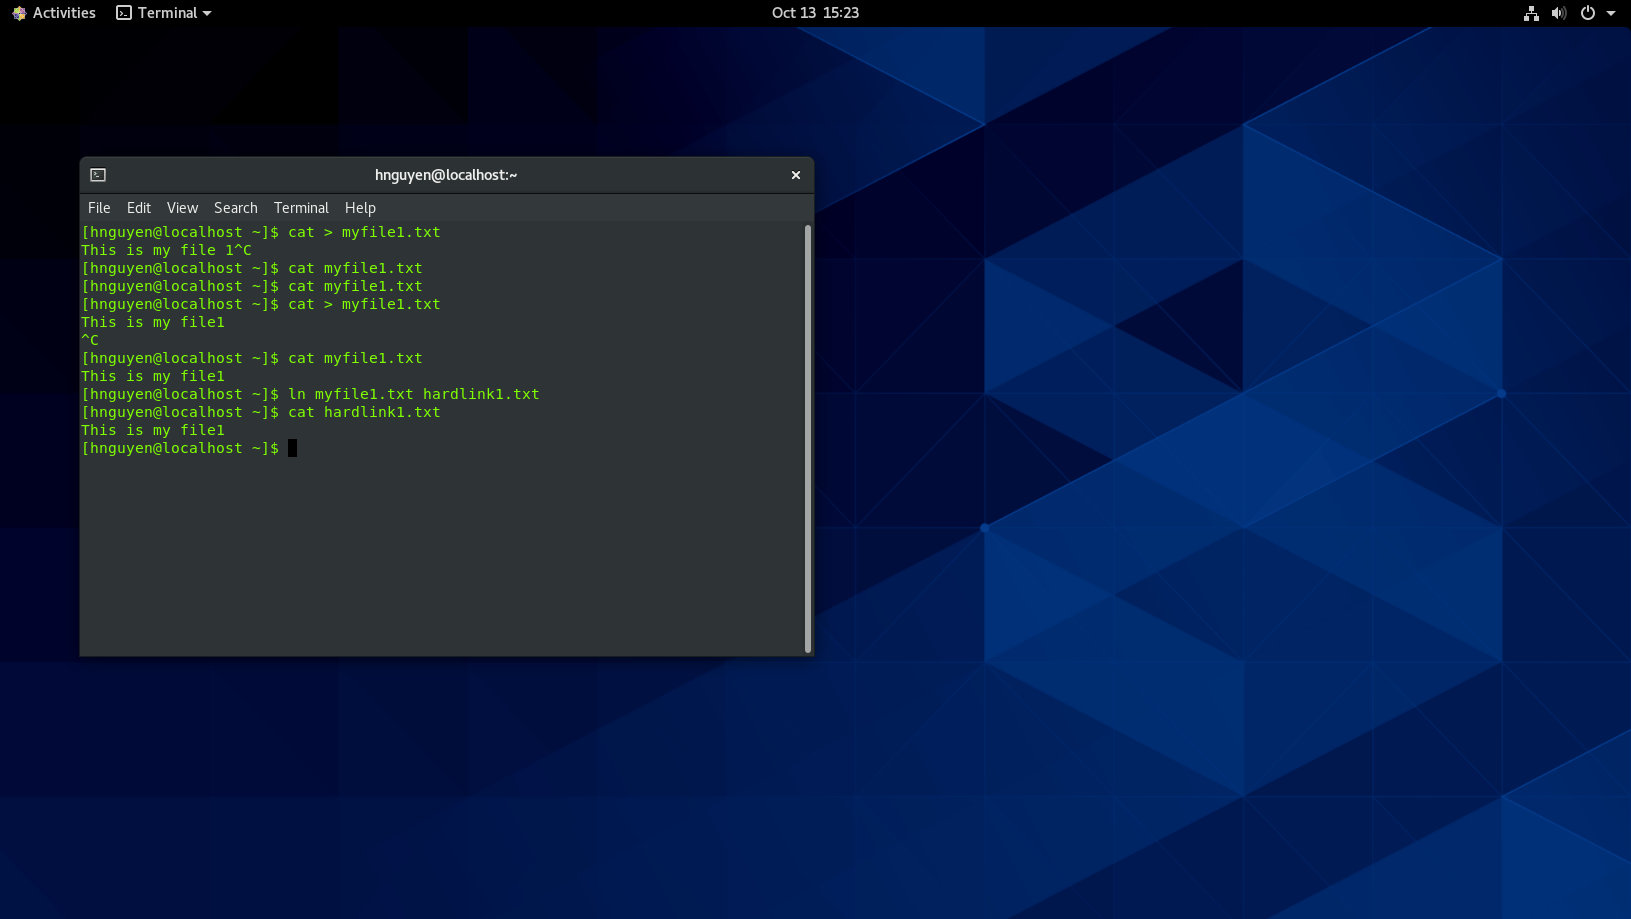 Activities Terminal Oct 13 15:23
hnguyen@localhost:~
File Edit View Search Terminal Help
[hnguyen@localhost ~]$ cat > myfile1.txt
This is my file 1^C
[hnguyen@localhost ~]$ cat myfile1.txt
[hnguyen@localhost ~]$ cat myfile1.txt
[hnguyen@localhost ~]$ cat > myfile1.txt
This is my file1
^C
[hnguyen@localhost ~]$ cat myfile1.txt
This is my file1
[hnguyen@localhost ~]$ ln myfile1.txt hardlink1.txt
[hnguyen@localhost ~]$ cat hardlink1.txt
This is my file1
[hnguyen@localhost ~]$